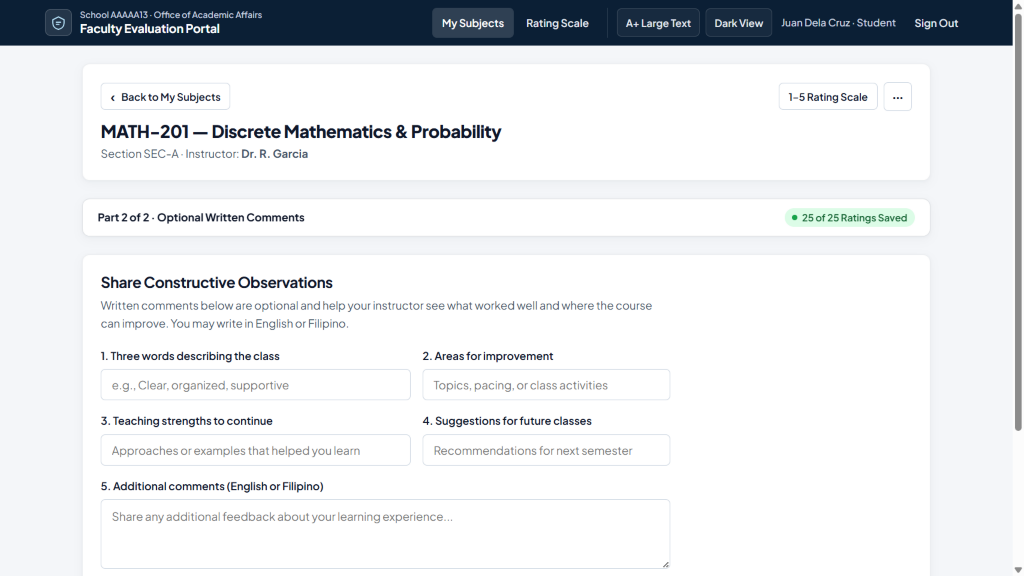 School AAAAA13 · Office of Academic Affairs
Faculty Evaluation Portal
My Subjects
Rating Scale
A+ Large Text
Dark View
Juan Dela Cruz · Student
Sign Out
‹ Back to My Subjects
1–5 Rating Scale
...
MATH-201 — Discrete Mathematics & Probability
Section SEC-A · Instructor: Dr. R. Garcia
Part 2 of 2 · Optional Written Comments
25 of 25 Ratings Saved
Share Constructive Observations
Written comments below are optional and help your instructor see what worked well and where the course
can improve. You may write in English or Filipino.
1. Three words describing the class
2. Areas for improvement
e.g., Clear, organized, supportive
Topics, pacing, or class activities
3. Teaching strengths to continue
4. Suggestions for future classes
Approaches or examples that helped you learn
Recommendations for next semester
5. Additional comments (English or Filipino)
Share any additional feedback about your learning experience...